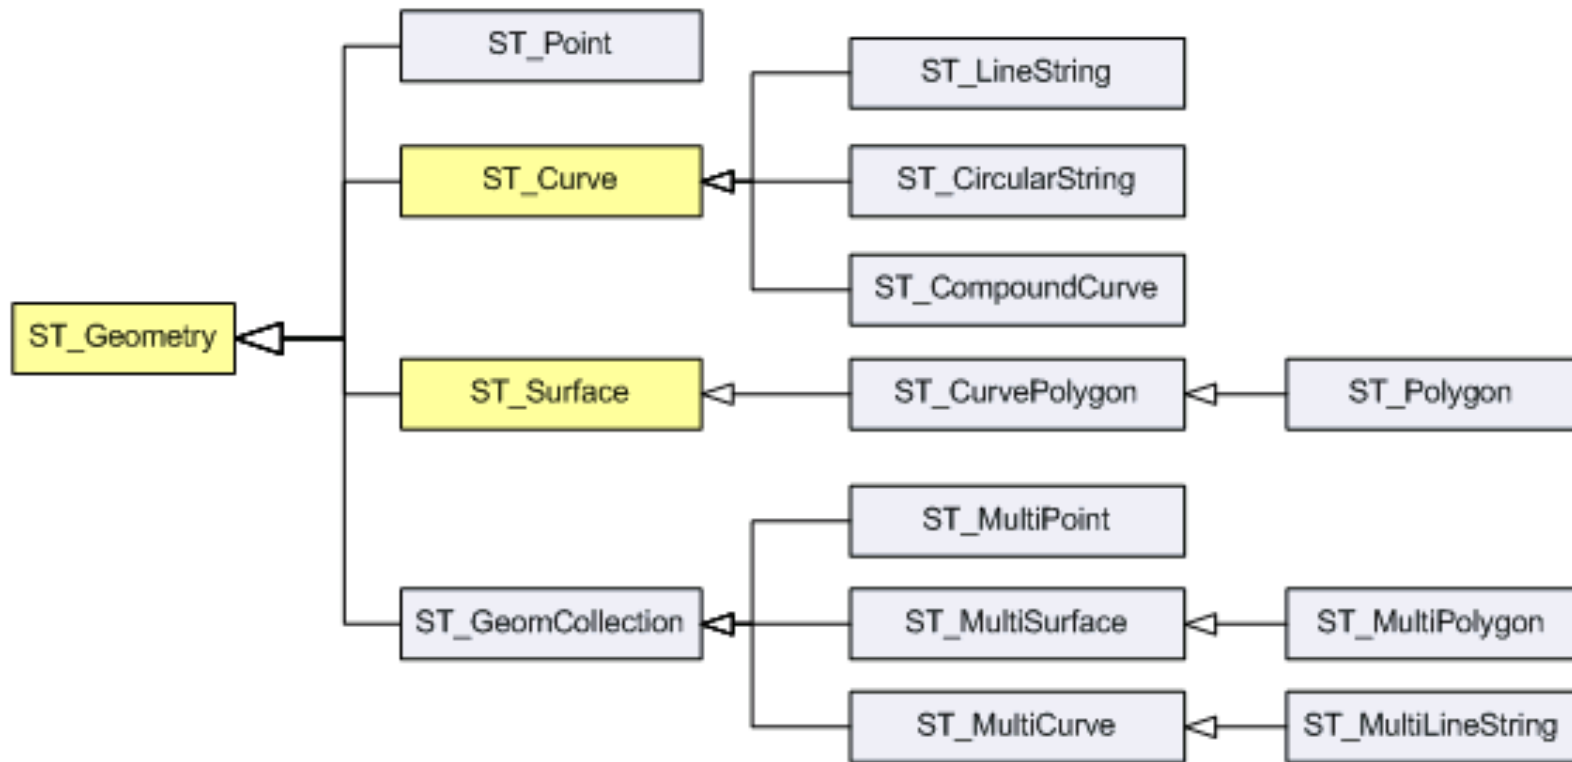 ST_Point
ST_LineString
ST_Curve
ST_CircularString
ST_CompoundCurve
ST_Geometry
ST_Surface
ST_CurvePolygon
ST_Polygon
ST_MultiPoint
ST_GeomCollection
ST_MultiSurface
ST_MultiPolygon
ST_MultiCurve
ST_MultiLineString